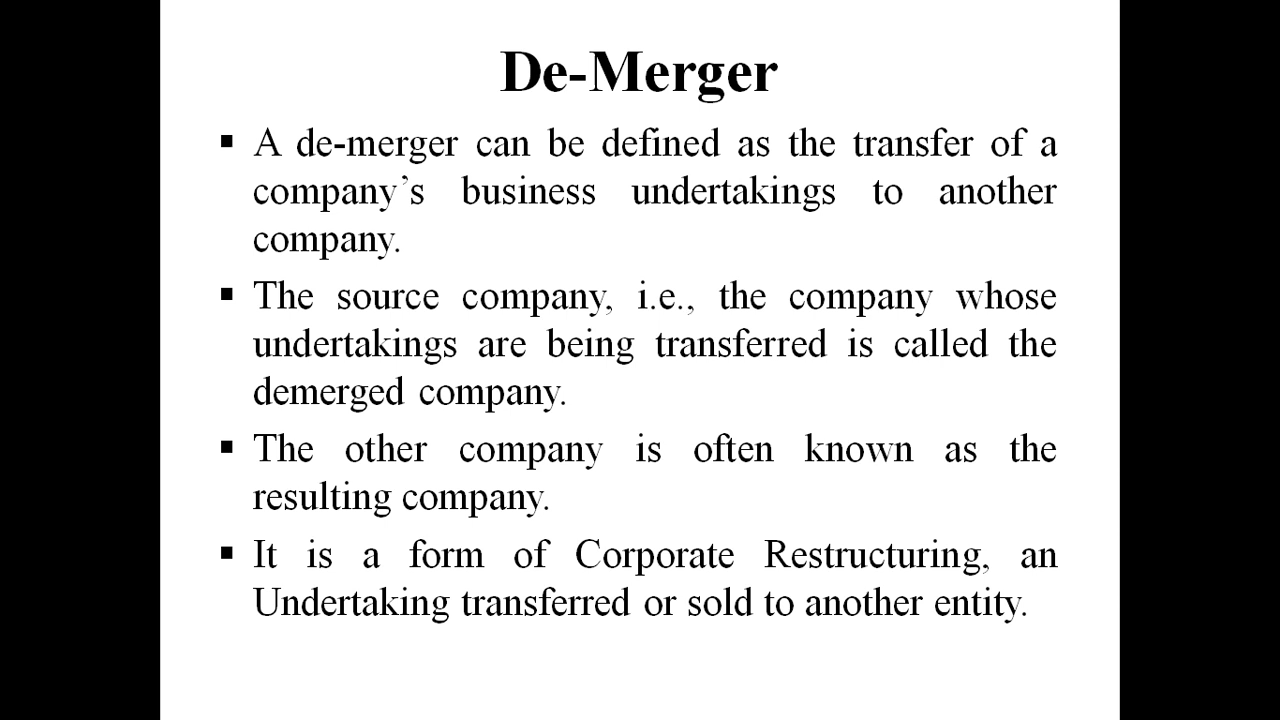 De-Merger
▪ A de-merger can be defined as the transfer of a
company's business undertakings to another
company.
▪ The source company, i.e., the company whose
undertakings are being transferred is called the
demerged company.
▪ The other company is often known as the
resulting company.
▪ It is a form of Corporate Restructuring, an
Undertaking transferred or sold to another entity.